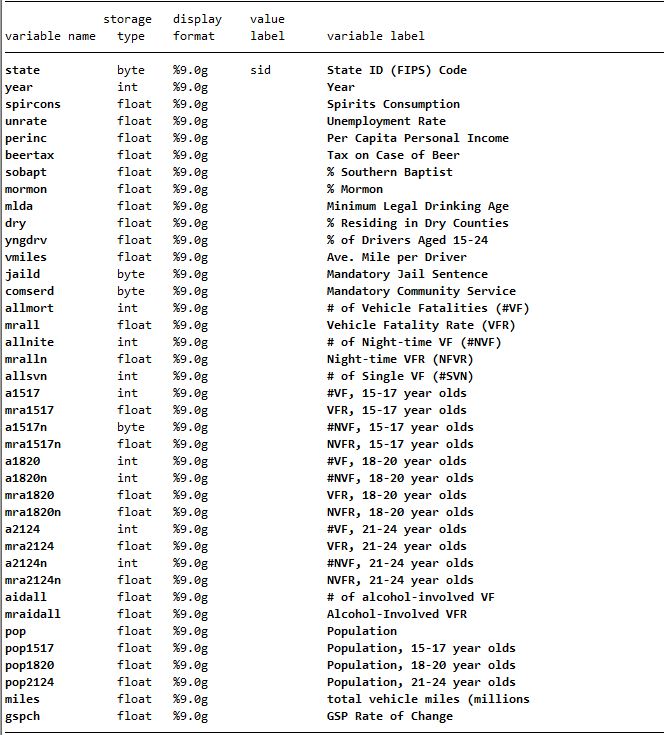 storage display value
variable name type format label variable label
state byte %9.0g sid State ID (FIPS) Code
year int %9.0g Year
spircons float %9.0g Spirits Consumption
unrate float %9.0g Unemployment Rate
perinc float %9.0g Per Capita Personal Income
beertax float %9.0g Tax on Case of Beer
sobapt float %9.0g % Southern Baptist
mormon float %9.0g % Mormon
mlda float %9.0g Minimum Legal Drinking Age
dry float %9.0g % Residing in Dry Counties
yngdrv float %9.0g % of Drivers Aged 15-24
vmiles float %9.0g Ave. Mile per Driver
jaild byte %9.0g Mandatory Jail Sentence
comserd byte %9.0g Mandatory Community Service
allmort int %9.0g # of Vehicle Fatalities (#VF)
mrall float %9.0g Vehicle Fatality Rate (VFR)
allnite int %9.0g # of Night-time VF (#NVF)
mralln float %9.0g Night-time VFR (NFVR)
allsvn int %9.0g # of Single VF (#SVN)
a1517 int %9.0g #VF, 15-17 year olds
mra1517 float %9.0g VFR, 15-17 year olds
a1517n byte %9.0g #NVF, 15-17 year olds
mra1517n float %9.0g NVFR, 15-17 year olds
a1820 int %9.0g #VF, 18-20 year olds
a1820n int %9.0g #NVF, 18-20 year olds
mra1820 float %9.0g VFR, 18-20 year olds
mra1820n float %9.0g NVFR, 18-20 year olds
a2124 int %9.0g #VF, 21-24 year olds
mra2124 float %9.0g VFR, 21-24 year olds
a2124n int %9.0g #NVF, 21-24 year olds
mra2124n float %9.0g NVFR, 21-24 year olds
aidall float %9.0g # of alcohol-involved VF
mraidall float %9.0g Alcohol-Involved VFR
pop float %9.0g Population
pop1517 float %9.0g Population, 15-17 year olds
pop1820 float %9.0g Population, 18-20 year olds
pop2124 float %9.0g Population, 21-24 year olds
miles float %9.0g total vehicle miles (millions
gspch float %9.0g GSP Rate of Change